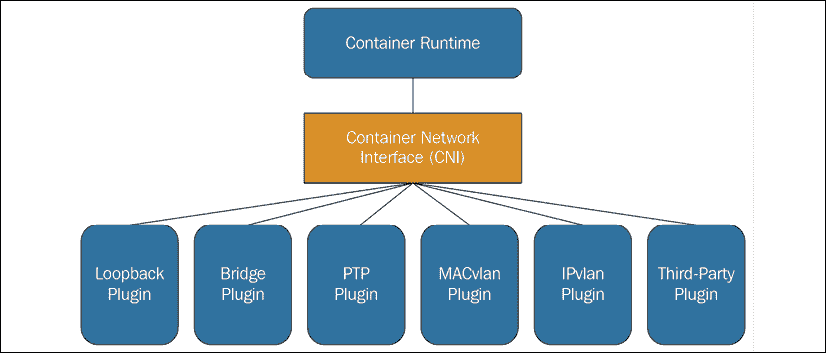 Container Runtime
Container Network
Interface (CNI)
Loopback
Plugin
Bridge
Plugin
PTP
Plugin
MACvlan
Plugin
IPvlan
Plugin
Third-Party
Plugin